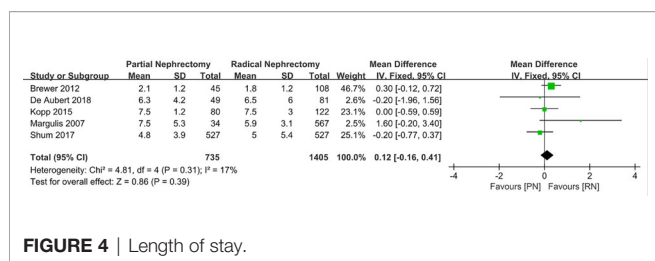 Partial Nephrectomy Radical Nephrectomy Mean Difference Mean Difference
Study or Subgroup Mean SD Total Mean SD Total Weight IV. Fixed. 95% CI IV. Fixed. 95% CI
Brewer 2012 2.1 1.2 45 1.8 1.2 108 46.7% 0.30 [-0.12, 0.72]
De Aubert 2018 6.3 4.2 49 6.5 6 81 2.6% -0.20 [-1.96, 1.56]
Kopp 2015 7.5 1.2 80 7.5 3 122 23.1% 0.00 [-0.59, 0.59]
Margulis 2007 7.5 5.3 34 5.9 3.1 567 2.5% 1.60 [-0.20, 3.40]
Shum 2017 4.8 3.9 527 5 5.4 527 25.1% -0.20 [-0.77, 0.37]
Total (95% CI) 735 1405 100.0% 0.12 [-0.16, 0.41]
Heterogeneity: Chi² = 4.81, df = 4 (P = 0.31); I² = 17%
Test for overall effect: Z = 0.86 (P = 0.39)
-4 -2 0 2 4
Favours [PN] Favours [RN]
FIGURE 4 | Length of stay.